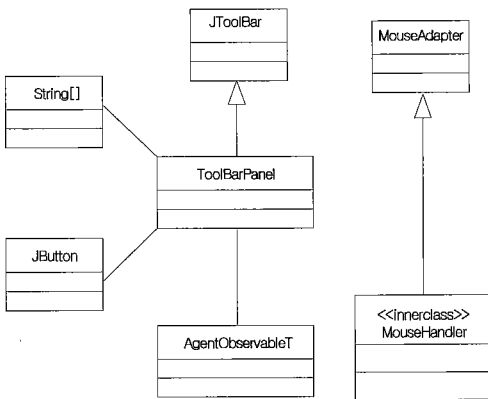 JToolBar
MouseAdapter
String[]
ToolBarPanel
JButton
<<innerclass>>
MouseHandler
AgentObservableT